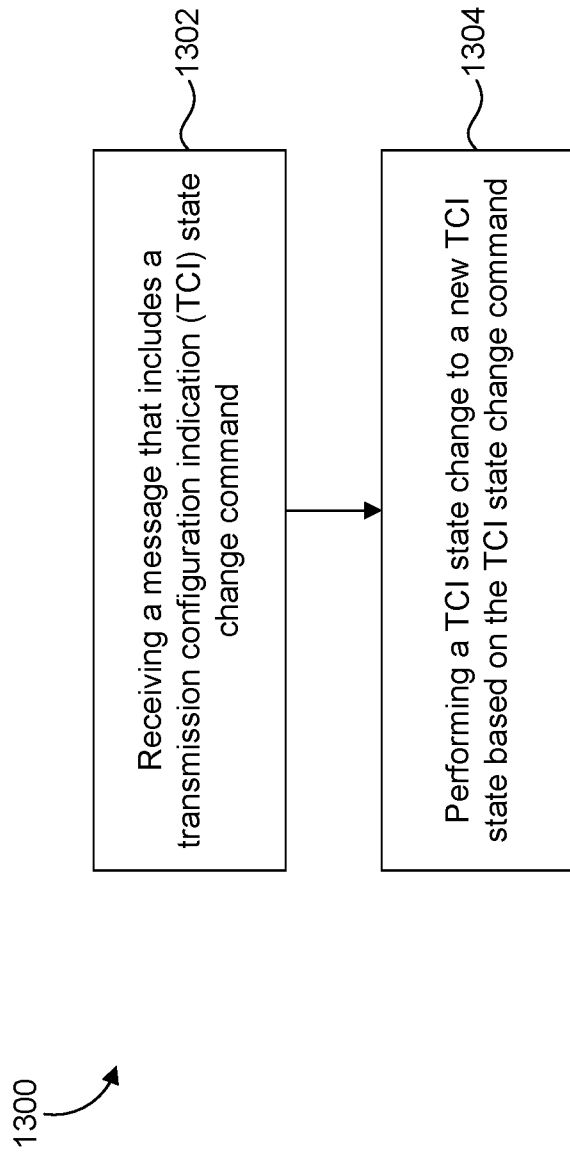 1300
Receiving a message that includes a
transmission configuration indication (TCI) state
change command
1302
Performing a TCI state change to a new TCI
state based on the TCI state change command
1304